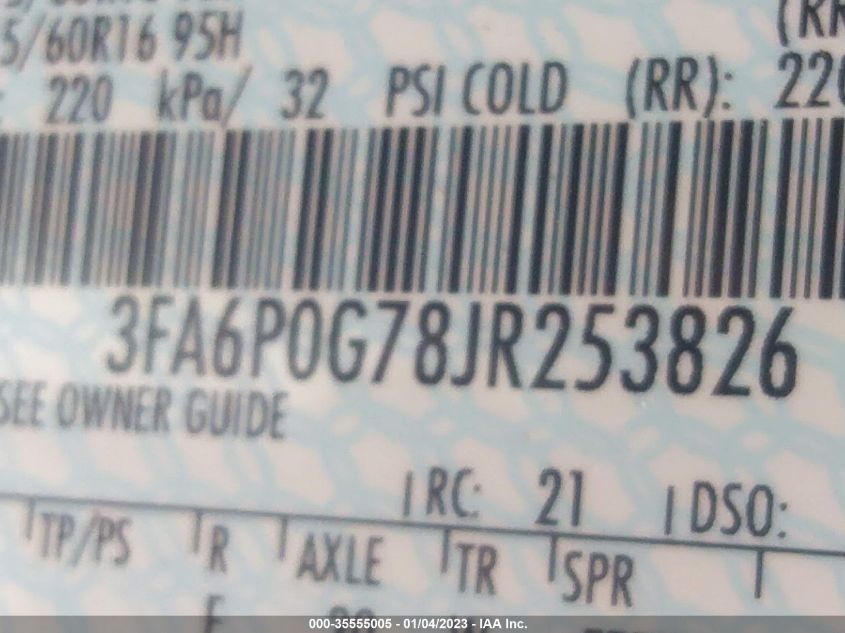 5/60R16 95H (RR
: 220 kPa/ 32 PSI COLD (RR): 220
3FA6P0G78JR253826
SEE OWNER GUIDE
RC: 21 DSO:
TP/PS R AXLE TR SPR
000-35555005 - 01/04/2023 - IAA Inc.